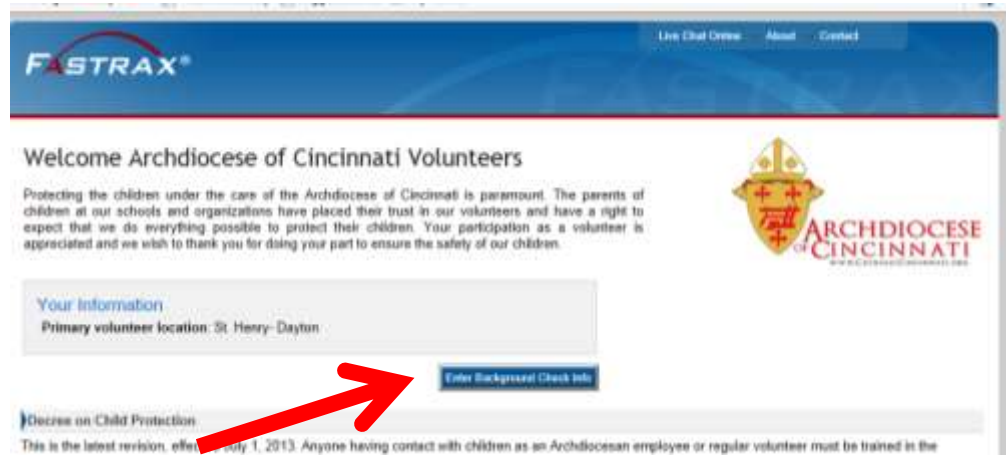 Live Chat Online About Contact
FASTRAX®
FASTRAX
Welcome Archdiocese of Cincinnati Volunteers
Protecting the children under the care of the Archdiocese of Cincinnati is paramount. The parents of
children at our schools and organizations have placed their trust in our volunteers and have a right to
expect that we do everything possible to protect their children. Your participation as a volunteer is
appreciated and we wish to thank you for doing your part to ensure the safety of our children.
ARCHDIOCESE
OF CINCINNATI
WWW.CATHOLICCINCINNATI.ORG
Your Information
Primary volunteer location: St. Henry- Dayton
Enter Background Check Info
Decree on Child Protection
This is the latest revision, July 1, 2013. Anyone having contact with children as an Archdiocesan employee or regular volunteer must be trained in the